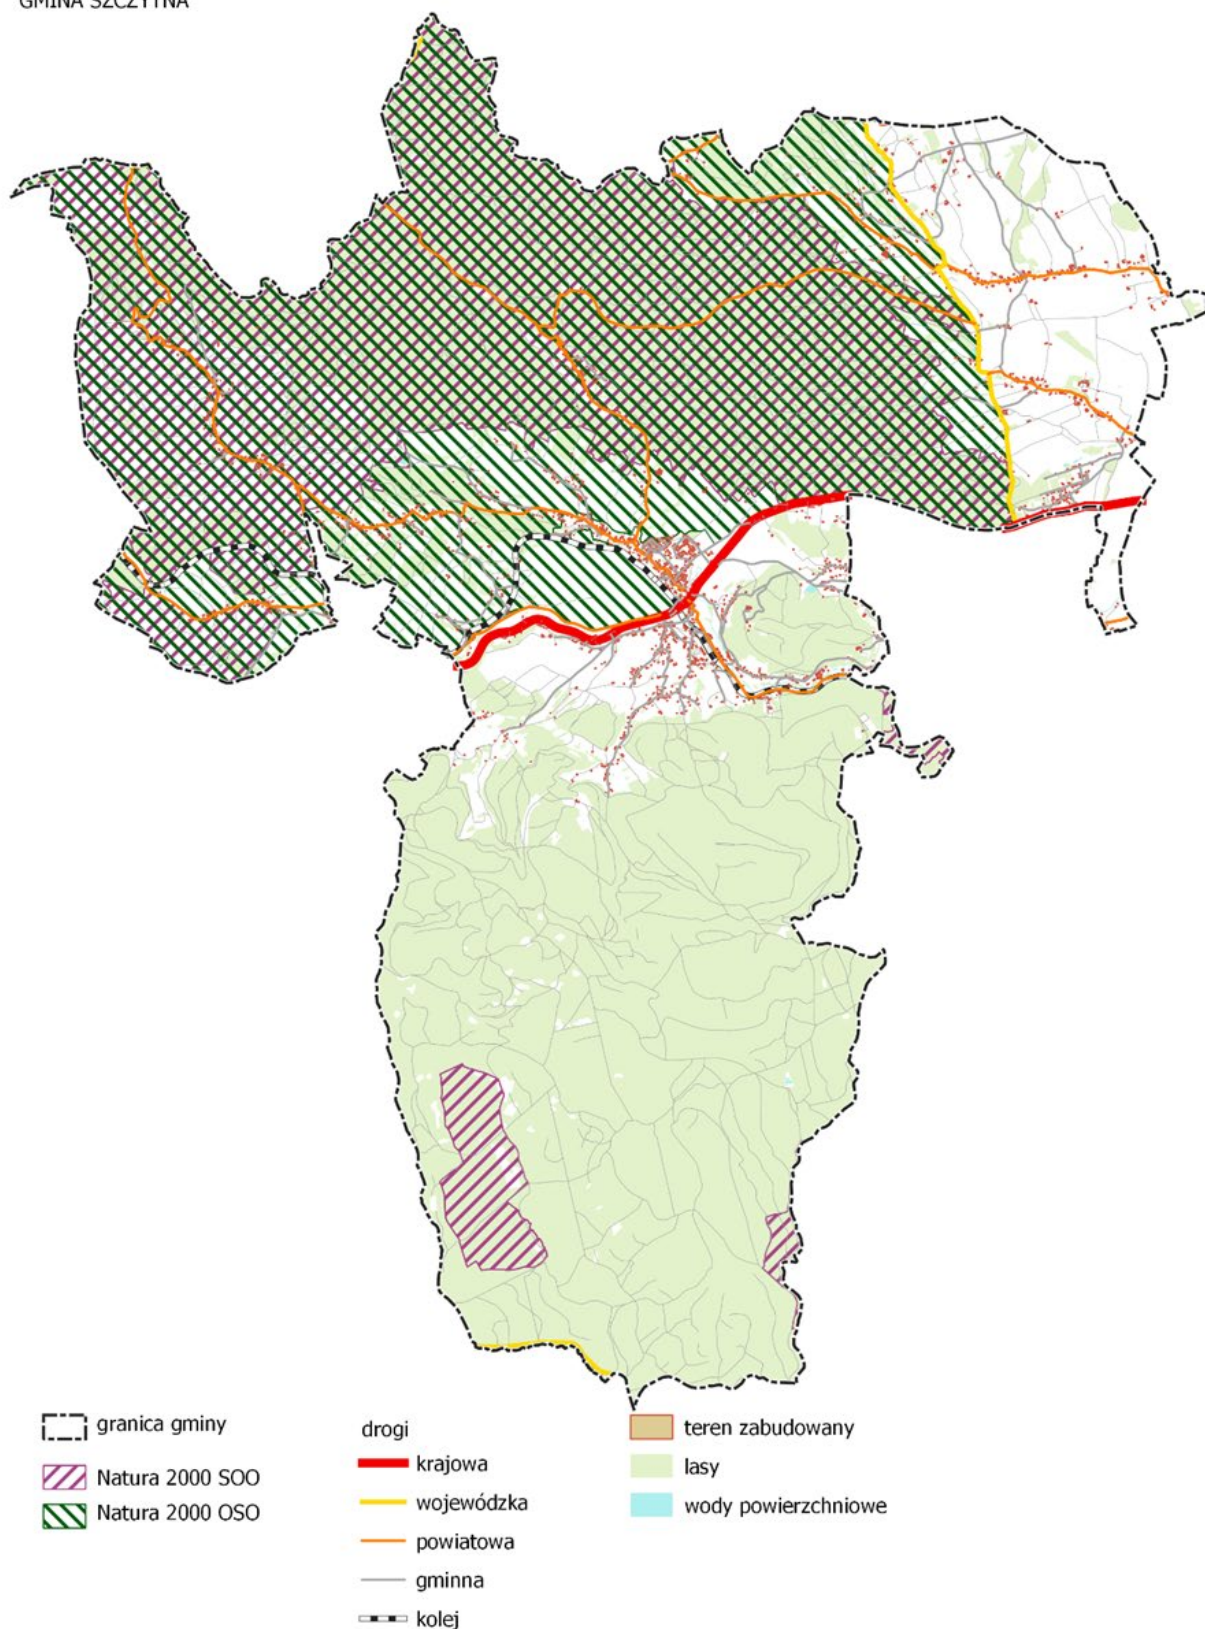 GMINA SZCZYTNA
granica gminy
Natura 2000 SOO
Natura 2000 OSO
drogi
krajowa
wojewódzka
powiatowa
gminna
kolej
teren zabudowany
lasy
wody powierzchniowe